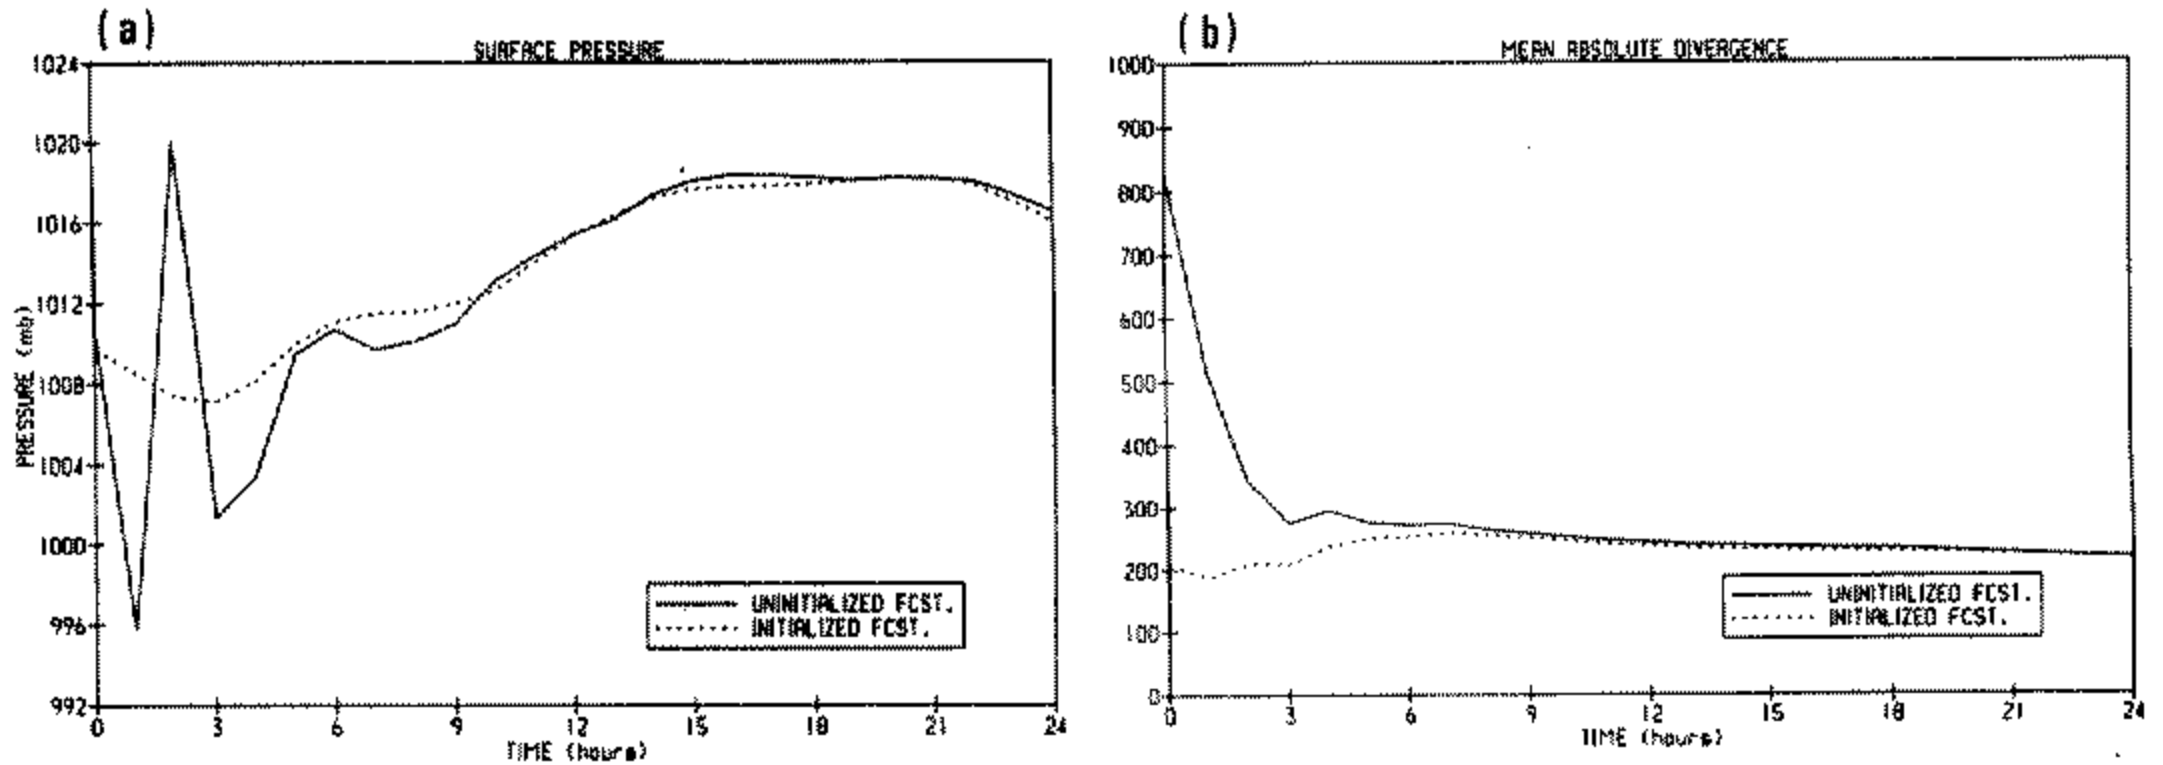 (a)
SURFACE PRESSURE
1024
1020
1016
1012
1008
1004
1000
996
992
PRESSURE (mb)
0 3 6 9 12 15 18 21 24
TIME (hours)
UNINITIALIZED FCST.
INITIALIZED FCST.
(b)
MEAN ABSOLUTE DIVERGENCE
1000
900
800
700
600
500
400
300
200
100
0
0 3 6 9 12 15 18 21 24
TIME (hours)
UNINITIALIZED FCST.
INITIALIZED FCST.